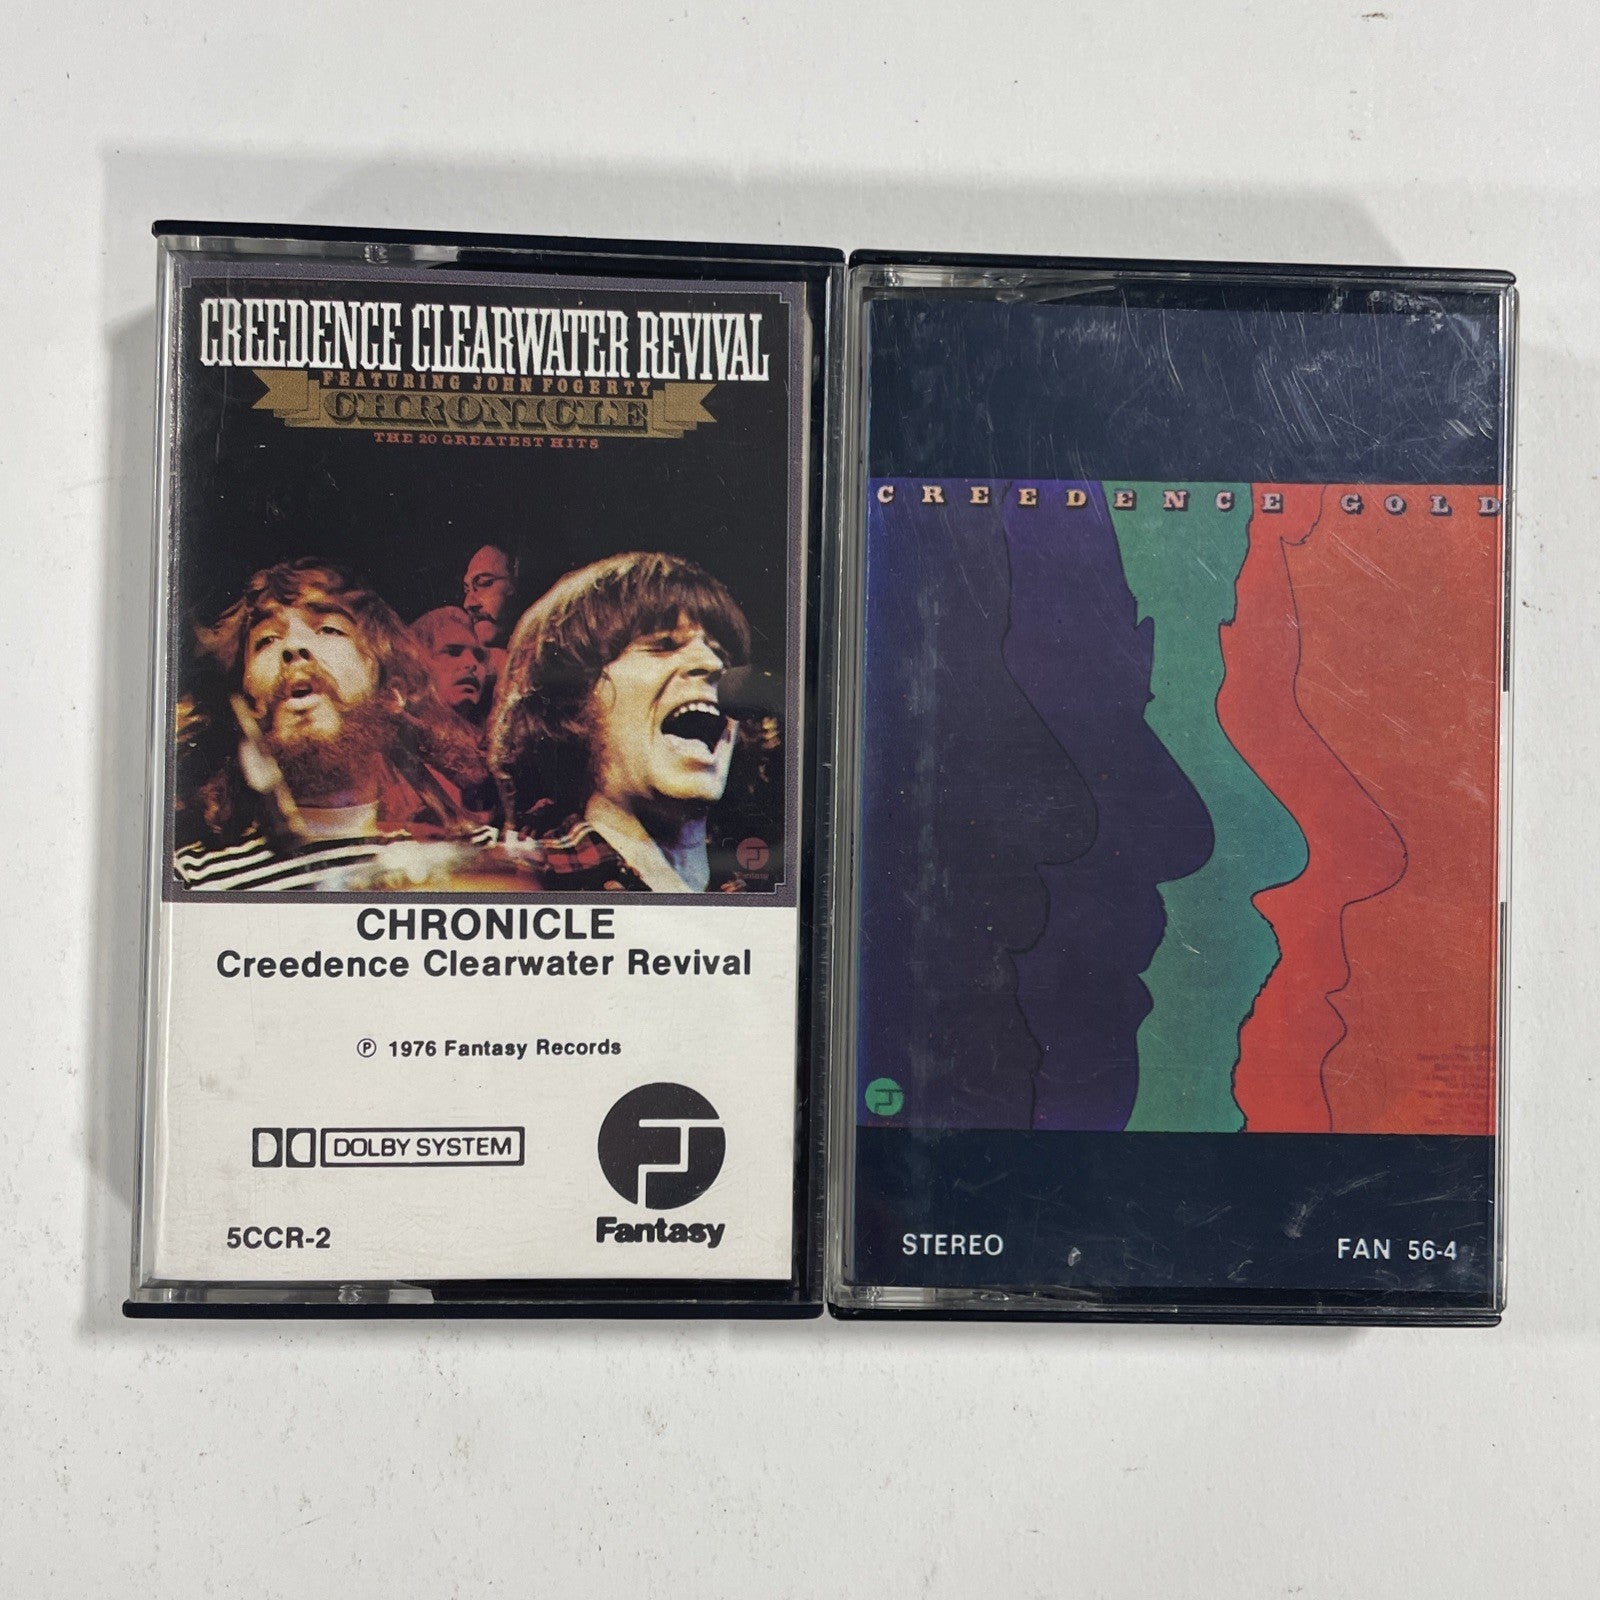 CREEDENCE CLEARWATER REVIVAL
FEATURING JOHN FOGERTY
CHRONICLE
THE 20 GREATEST HITS
Fantasy
CHRONICLE
Creedence Clearwater Revival
Ⓟ 1976 Fantasy Records
DOLBY SYSTEM
Fantasy
5CCR-2
CREEDENCE GOLD
STEREO
FAN 56-4